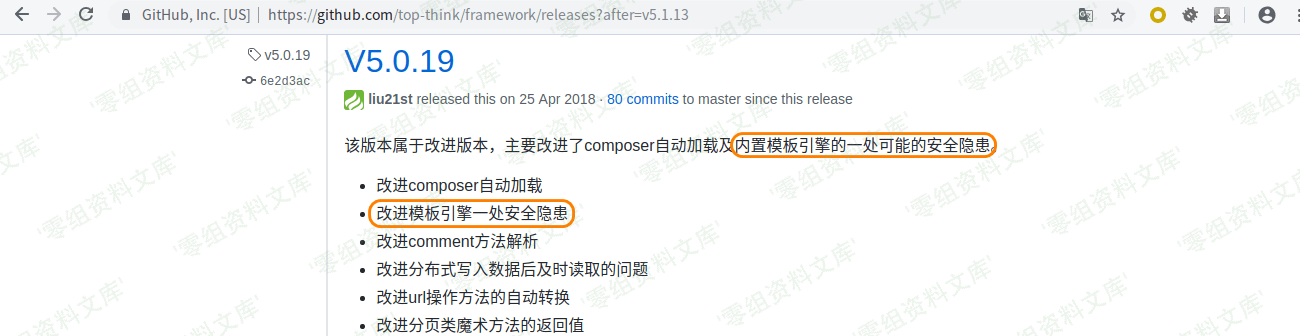 GitHub, Inc. [US] | https://github.com/top-think/framework/releases?after=v5.1.13
v5.0.19
6e2d3ac
V5.0.19
liu21st released this on 25 Apr 2018 · 80 commits to master since this release
该版本属于改进版本，主要改进了composer自动加载及内置模板引擎的一处可能的安全隐患。
• 改进composer自动加载
• 改进模板引擎一处安全隐患
• 改进comment方法解析
• 改进分布式写入数据后及时读取的问题
• 改进url操作方法的自动转换
• 改进分页类魔术方法的返回值
'零组资料文库'